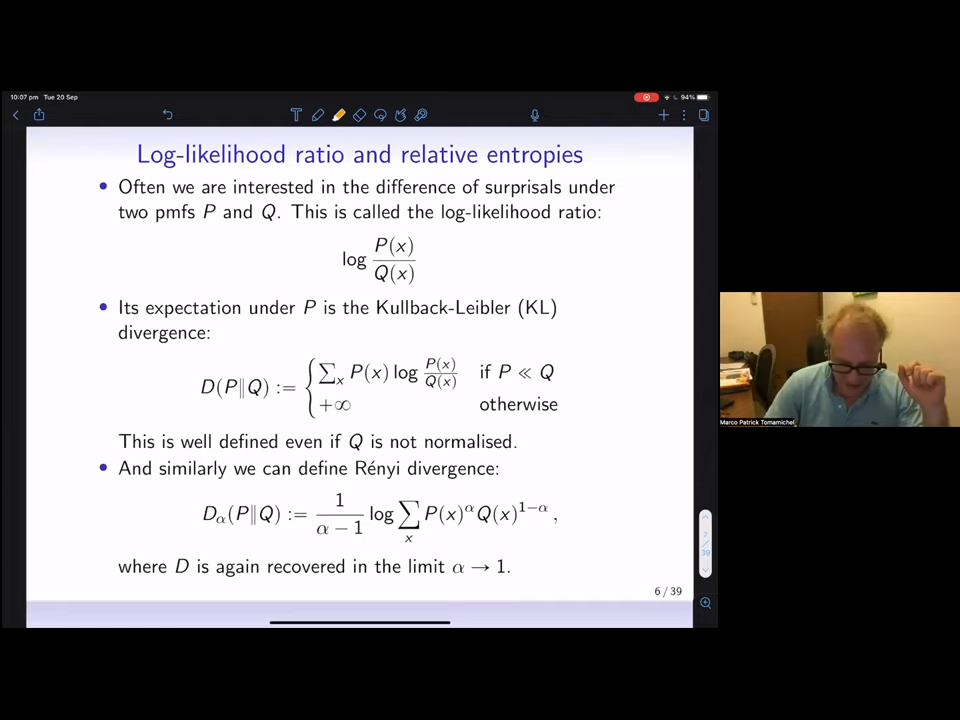 10:07 pm Tue 20 Sep
94%
Log-likelihood ratio and relative entropies
• Often we are interested in the difference of surprisals under
two pmfs P and Q. This is called the log-likelihood ratio:
log P(x)/Q(x)
• Its expectation under P is the Kullback-Leibler (KL)
divergence:
D(P‖Q) := { ∑ₓ P(x) log P(x)/Q(x) if P ≪ Q
+∞ otherwise
This is well defined even if Q is not normalised.
• And similarly we can define Rényi divergence:
D_α(P‖Q) := 1/(α − 1) log ∑ₓ P(x)^α Q(x)^{1−α} ,
where D is again recovered in the limit α → 1.
6 / 39
7
/
39
Marco Patrick Tomamichel